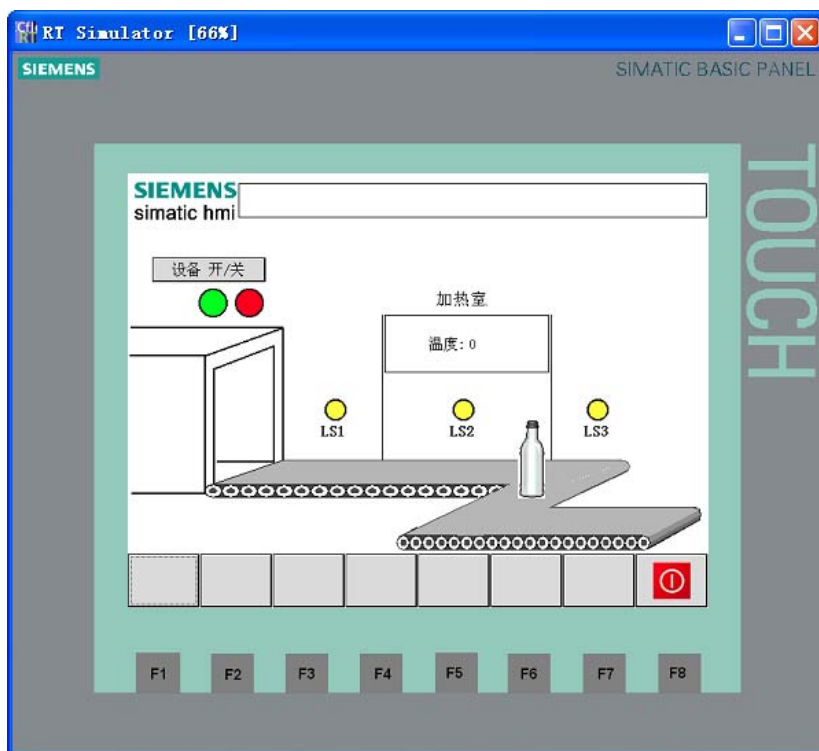 RT Simulator [66%]
SIEMENS
SIMATIC BASIC PANEL
TOUCH
SIEMENS
simatic hmi
设备 开/关
加热室
温度: 0
LS1
LS2
LS3
F1
F2
F3
F4
F5
F6
F7
F8